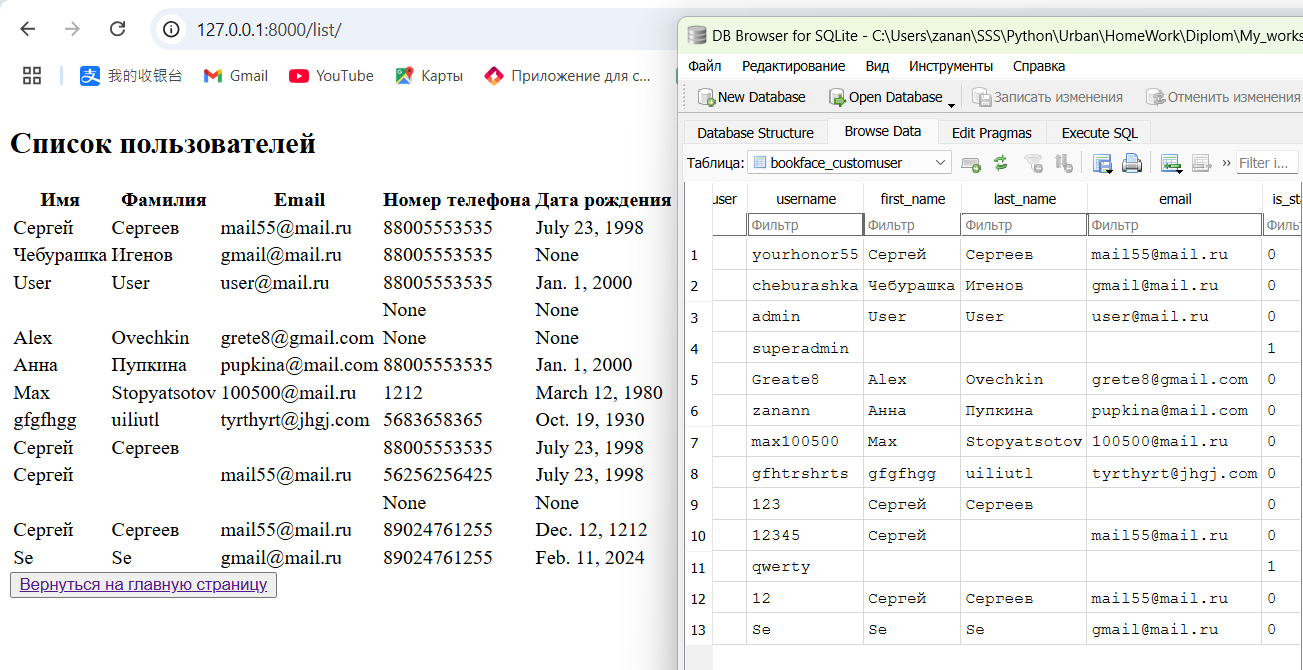 127.0.0.1:8000/list/
我的收银台 Gmail YouTube Карты Приложение для с...
Список пользователей
Имя Фамилия Email Номер телефона Дата рождения
Сергей Сергеев mail55@mail.ru 88005553535 July 23, 1998
Чебурашка Игенов gmail@mail.ru 88005553535 None
User User user@mail.ru 88005553535 Jan. 1, 2000
None None
Alex Ovechkin grete8@gmail.com None None
Анна Пупкина pupkina@mail.com 88005553535 Jan. 1, 2000
Max Stopyatsotov 100500@mail.ru 1212 March 12, 1980
gfgfhgg uiliutl tyrthyrt@jhgj.com 5683658365 Oct. 19, 1930
Сергей Сергеев 88005553535 July 23, 1998
Сергей mail55@mail.ru 56256256425 July 23, 1998
None None
Сергей Сергеев mail55@mail.ru 89024761255 Dec. 12, 1212
Se Se gmail@mail.ru 89024761255 Feb. 11, 2024
Вернуться на главную страницу
DB Browser for SQLite - C:\Users\zanan\SSS\Python\Urban\HomeWork\Diplom\My_works
Файл Редактирование Вид Инструменты Справка
New Database Open Database Записать изменения Отменить изменения
Database Structure Browse Data Edit Pragmas Execute SQL
Таблица: bookface_customuser » Filter i...
user username first_name last_name email is_sta
Фильтр Фильтр Фильтр Фильтр Фильт
1 yourhonor55 Сергей Сергеев mail55@mail.ru 0
2 cheburashka Чебурашка Игенов gmail@mail.ru 0
3 admin User User user@mail.ru 0
4 superadmin 1
5 Greate8 Alex Ovechkin grete8@gmail.com 0
6 zanann Анна Пупкина pupkina@mail.com 0
7 max100500 Max Stopyatsotov 100500@mail.ru 0
8 gfhtrshrts gfgfhgg uiliutl tyrthyrt@jhgj.com 0
9 123 Сергей Сергеев 0
10 12345 Сергей mail55@mail.ru 0
11 qwerty 1
12 12 Сергей Сергеев mail55@mail.ru 0
13 Se Se Se gmail@mail.ru 0